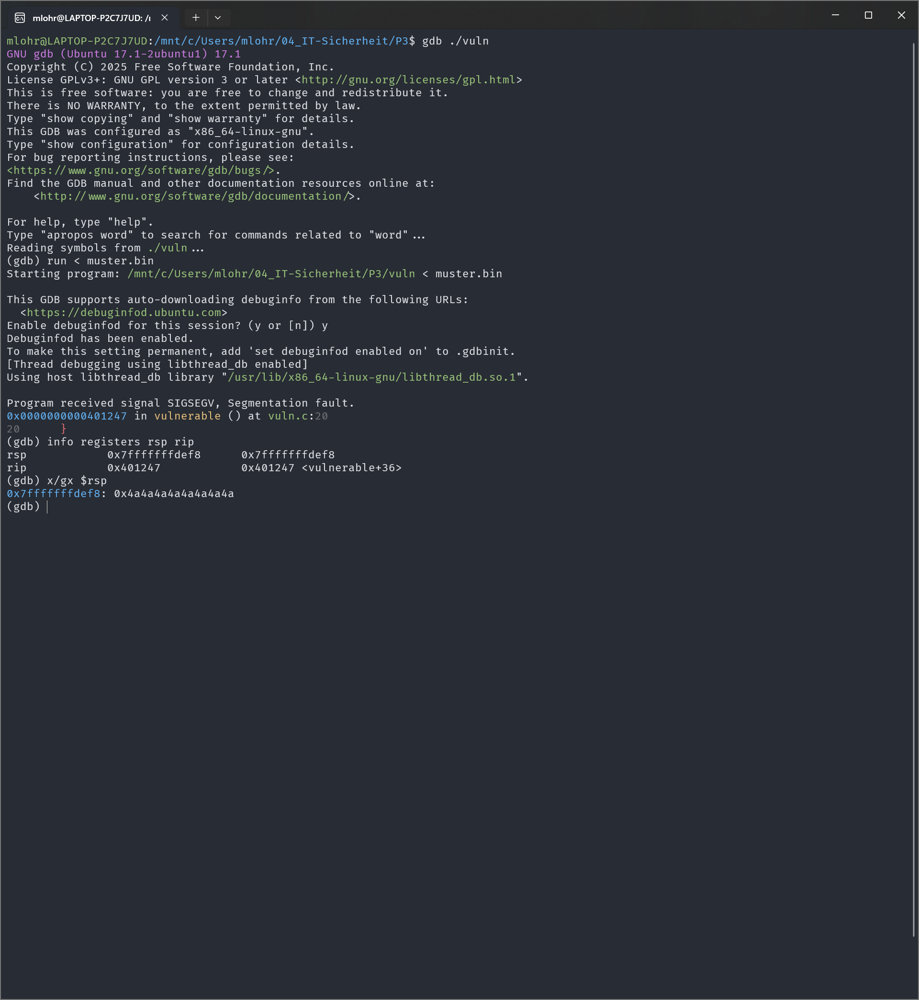 mlohr@LAPTOP-P2C7J7UD: /
mlohr@LAPTOP-P2C7J7UD:/mnt/c/Users/mlohr/04_IT-Sicherheit/P3$ gdb ./vuln
GNU gdb (Ubuntu 17.1-2ubuntu1) 17.1
Copyright (C) 2025 Free Software Foundation, Inc.
License GPLv3+: GNU GPL version 3 or later <http://gnu.org/licenses/gpl.html>
This is free software: you are free to change and redistribute it.
There is NO WARRANTY, to the extent permitted by law.
Type "show copying" and "show warranty" for details.
This GDB was configured as "x86_64-linux-gnu".
Type "show configuration" for configuration details.
For bug reporting instructions, please see:
<https://www.gnu.org/software/gdb/bugs/>.
Find the GDB manual and other documentation resources online at:
    <http://www.gnu.org/software/gdb/documentation/>.

For help, type "help".
Type "apropos word" to search for commands related to "word"...
Reading symbols from ./vuln...
(gdb) run < muster.bin
Starting program: /mnt/c/Users/mlohr/04_IT-Sicherheit/P3/vuln < muster.bin

This GDB supports auto-downloading debuginfo from the following URLs:
  <https://debuginfod.ubuntu.com>
Enable debuginfod for this session? (y or [n]) y
Debuginfod has been enabled.
To make this setting permanent, add 'set debuginfod enabled on' to .gdbinit.
[Thread debugging using libthread_db enabled]
Using host libthread_db library "/usr/lib/x86_64-linux-gnu/libthread_db.so.1".

Program received signal SIGSEGV, Segmentation fault.
0x0000000000401247 in vulnerable () at vuln.c:20
20      }
(gdb) info registers rsp rip
rsp            0x7fffffffdef8      0x7fffffffdef8
rip            0x401247            0x401247 <vulnerable+36>
(gdb) x/gx $rsp
0x7fffffffdef8: 0x4a4a4a4a4a4a4a4a
(gdb)